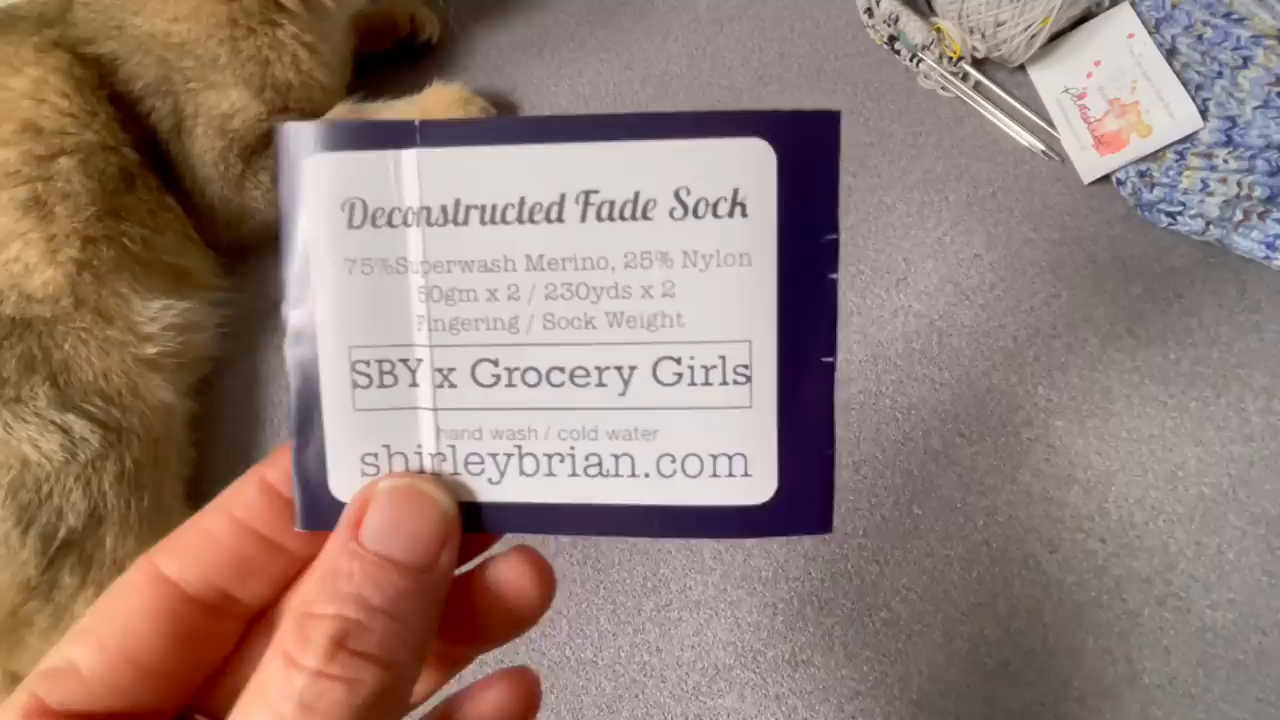 Deconstructed Fade Sock
75%Superwash Merino, 25% Nylon
50gm x 2 / 230yds x 2
Fingering / Sock Weight
SBY x Grocery Girls
hand wash / cold water
shirleybrian.com